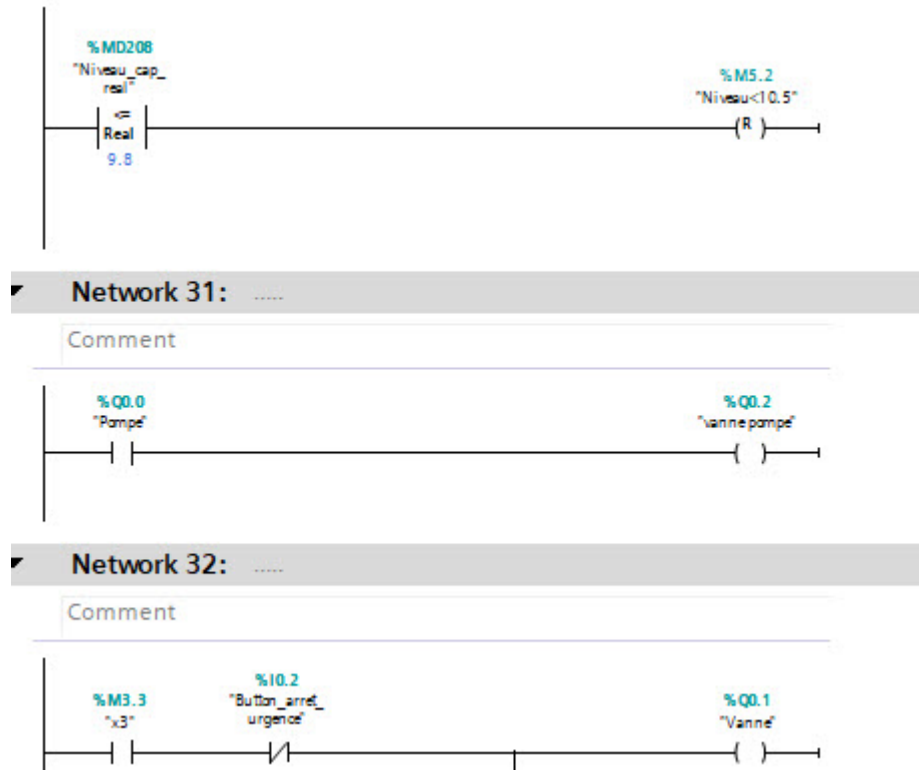 %MD208
"Niveau_cap_
real"
<=
Real
9.8
%M5.2
"Niveau<10.5"
R
Network 31: .....
Comment
%Q0.0
"Pompe"
%Q0.2
"vanne pompe"
Network 32: .....
Comment
%M3.3
"x3"
%I0.2
"Button_arret_
urgence"
%Q0.1
"Vanne"